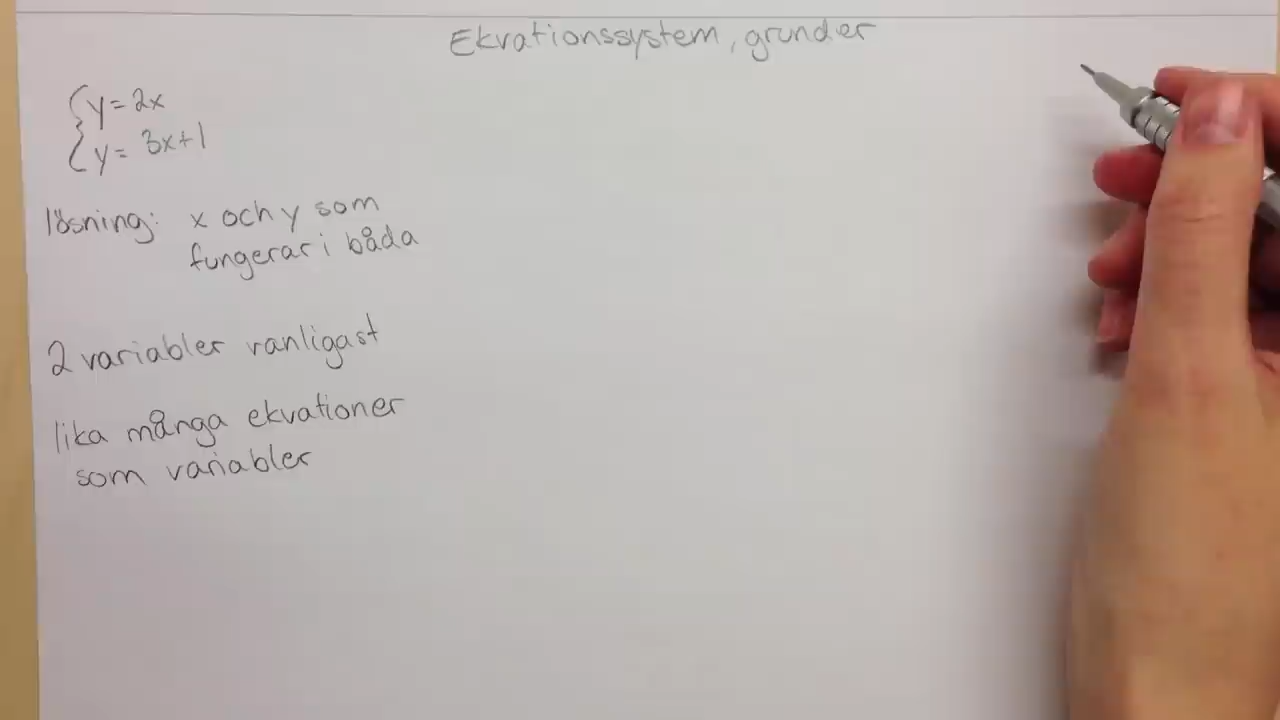 Ekvationssystem, grunder
y = 2x
y = 3x+1
lösning: x och y som
fungerar i båda
2 variabler vanligast
lika många ekvationer
som variabler